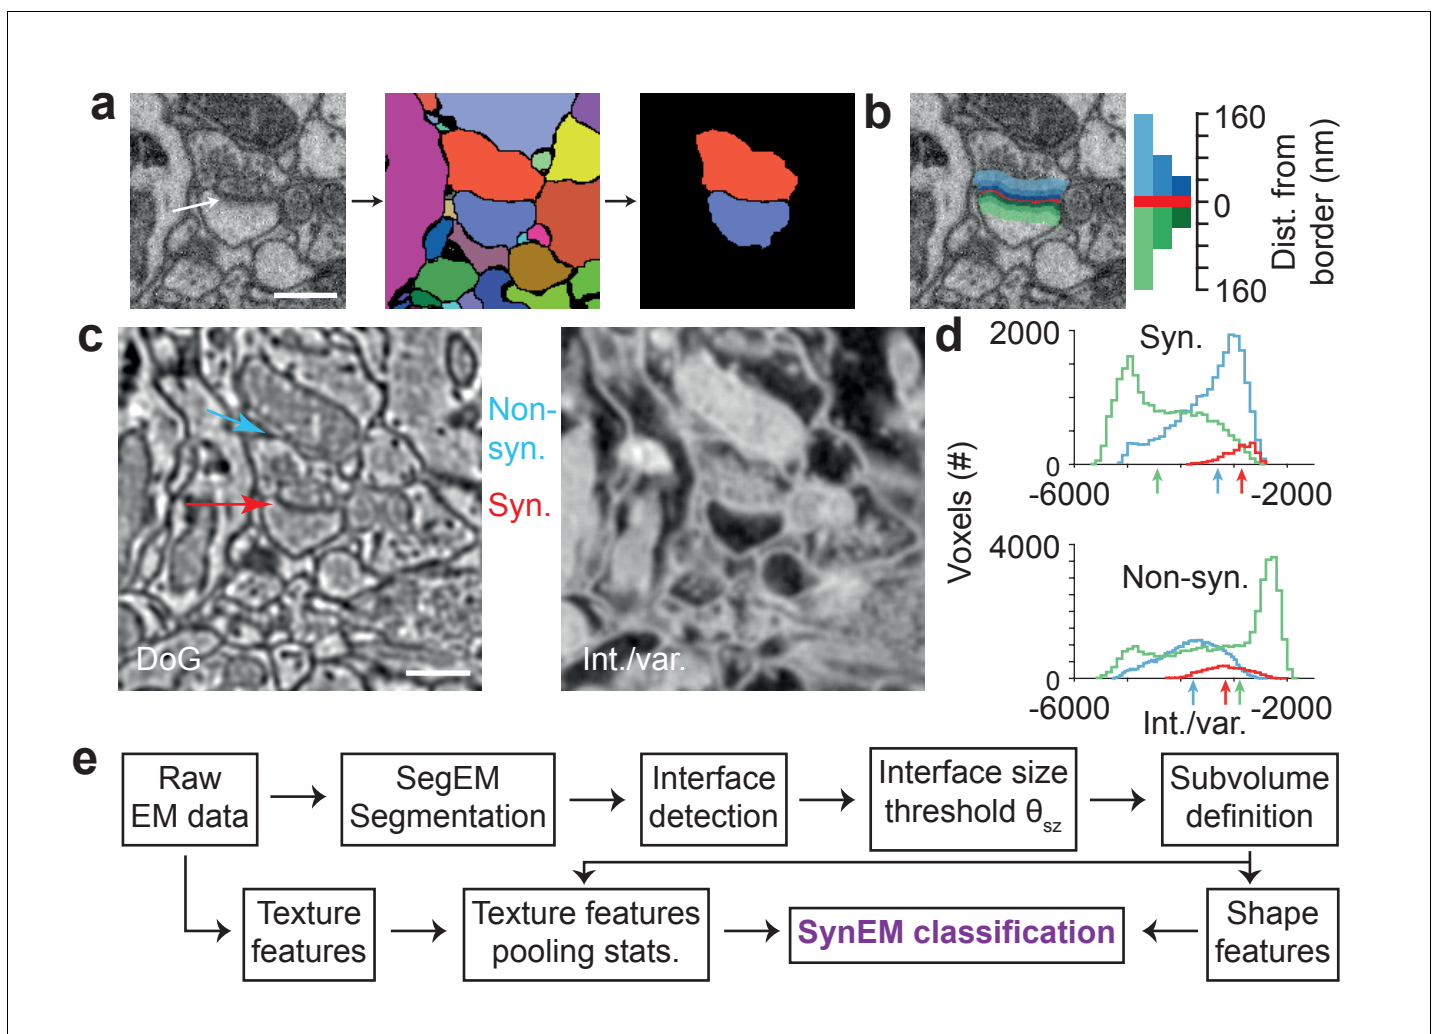 a
b
160
0
160
Dist. from
border (nm)
c
Non-
syn.
Syn.
DoG
Int./var.
d
2000
Syn.
0
-6000
-2000
Voxels (#)
4000
Non-syn.
0
-6000
-2000
Int./var.
e
Raw
EM data
SegEM
Segmentation
Interface
detection
Interface size
threshold θsz
Subvolume
definition
Texture
features
Texture features
pooling stats.
SynEM classification
Shape
features